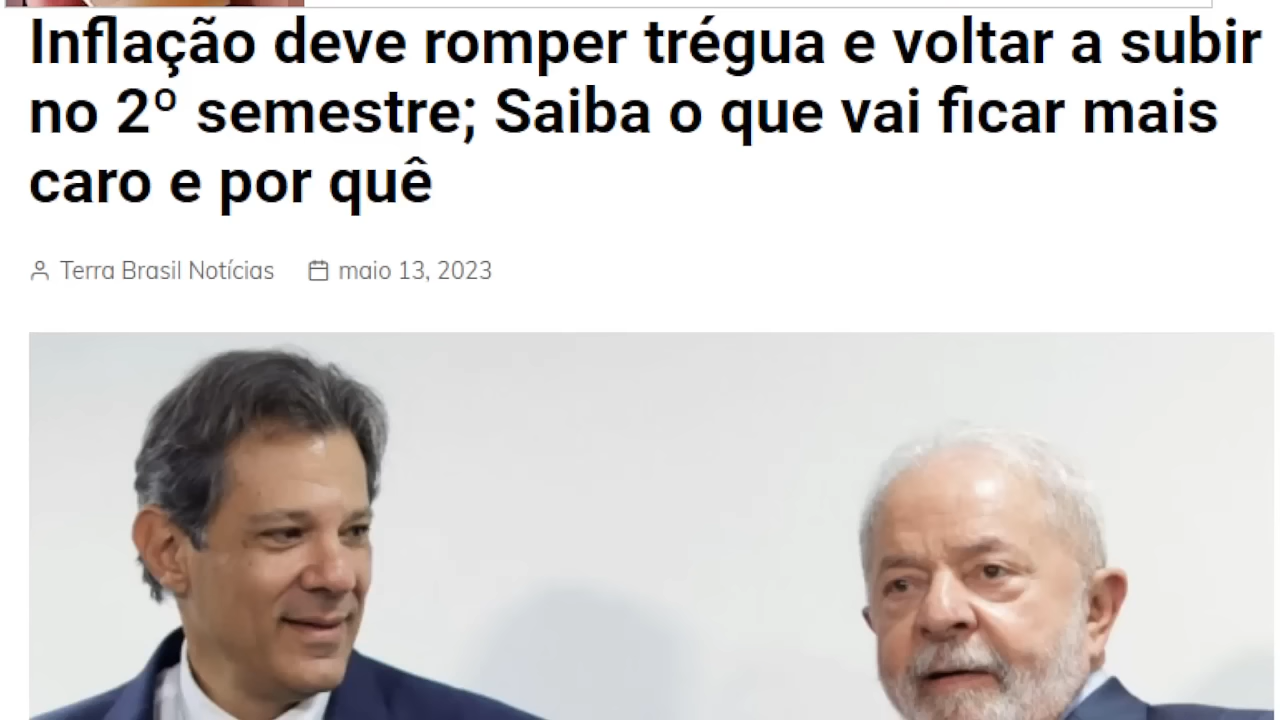 Inflação deve romper trégua e voltar a subir
no 2º semestre; Saiba o que vai ficar mais
caro e por quê
Terra Brasil Notícias maio 13, 2023